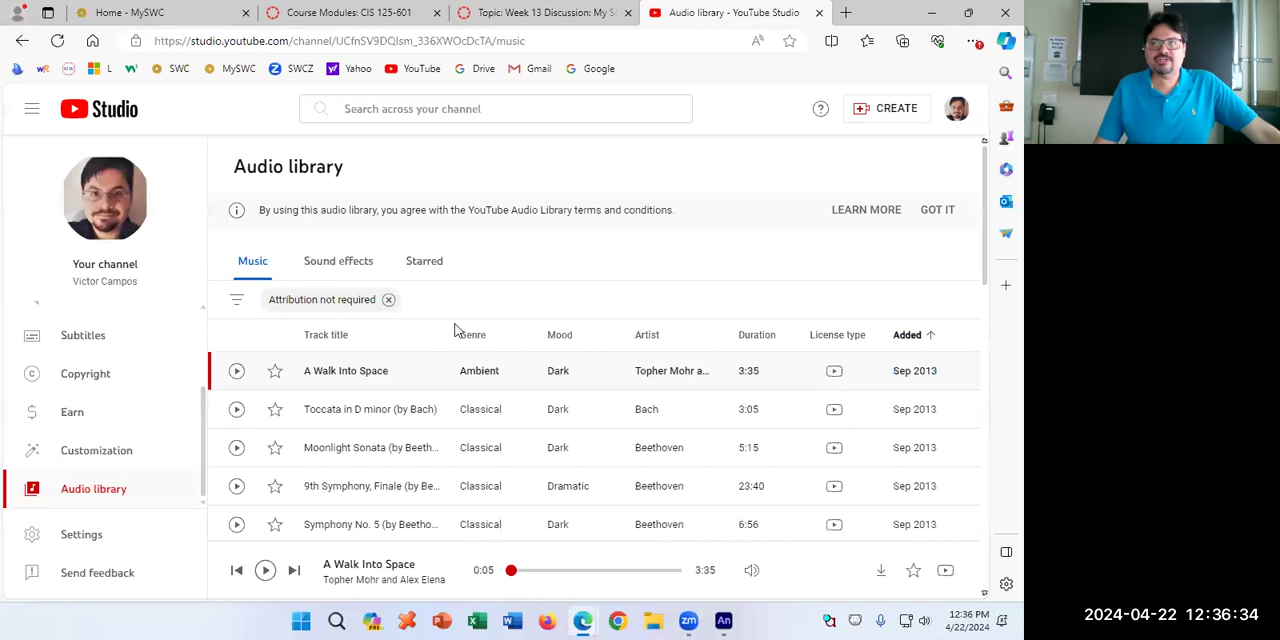 Home - MySWC
Course Modules: CIS 125-601
Topic: Week 13 Discussion: My S
Audio library - YouTube Studio
L
SWC
MySWC
SWCZ
Yahoo
YouTube
Drive
Gmail
Google
Studio
Search across your channel
CREATE
Your channel
Victor Campos
Subtitles
Copyright
Earn
Customization
Audio library
Settings
Send feedback
Audio library
By using this audio library, you agree with the YouTube Audio Library terms and conditions.
LEARN MORE
GOT IT
Music
Sound effects
Starred
Attribution not required
Track title Genre Mood Artist Duration License type Added
A Walk Into Space Ambient Dark Topher Mohr a... 3:35 Sep 2013
Toccata in D minor (by Bach) Classical Dark Bach 3:05 Sep 2013
Moonlight Sonata (by Beeth... Classical Dark Beethoven 5:15 Sep 2013
9th Symphony, Finale (by Be... Classical Dramatic Beethoven 23:40 Sep 2013
Symphony No. 5 (by Beetho... Classical Dark Beethoven 6:56 Sep 2013
A Walk Into Space
Topher Mohr and Alex Elena
0:05
3:35
12:36 PM
4/22/2024
2024-04-22 12:36:34